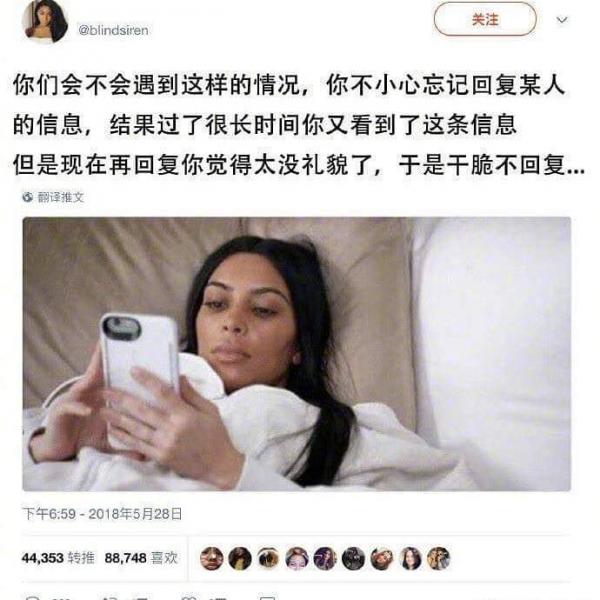 @blindsiren
关注
你们会不会遇到这样的情况，你不小心忘记回复某人
的信息，结果过了很长时间你又看到了这条信息
但是现在再回复你觉得太没礼貌了，于是干脆不回复...
翻译推文
下午6:59 - 2018年5月28日
44,353 转推 88,748 喜欢